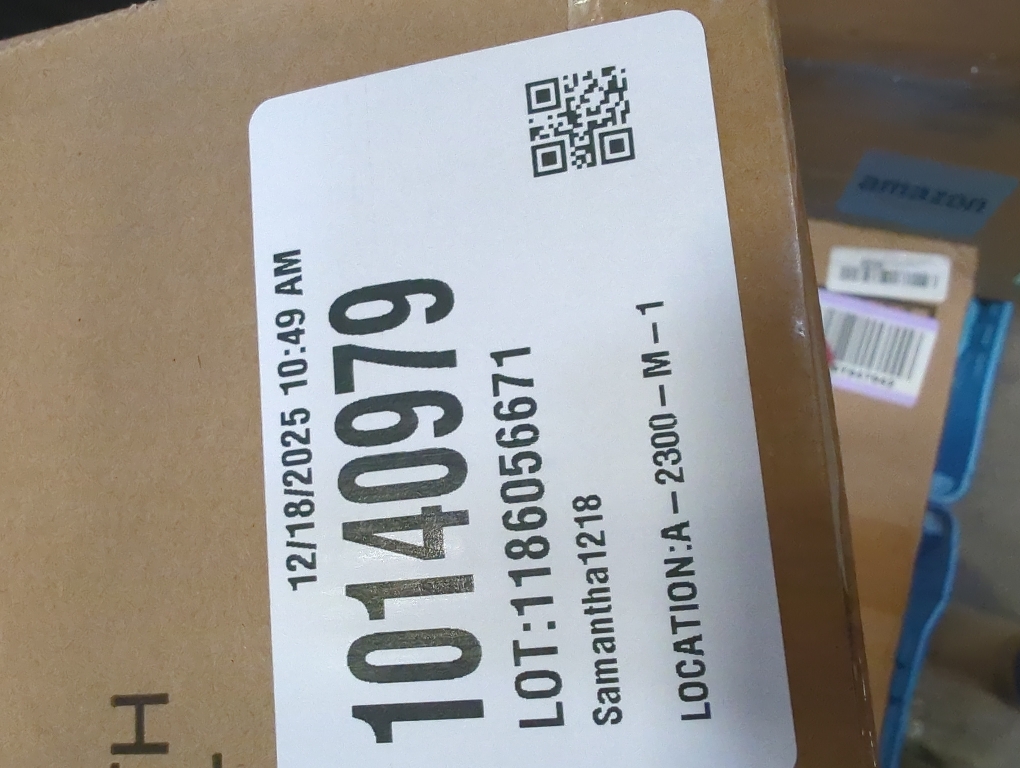 12/18/2025 10:49 AM
10140979
LOT:1186056671
Samantha1218
LOCATION:A-2300-M-1
amazon